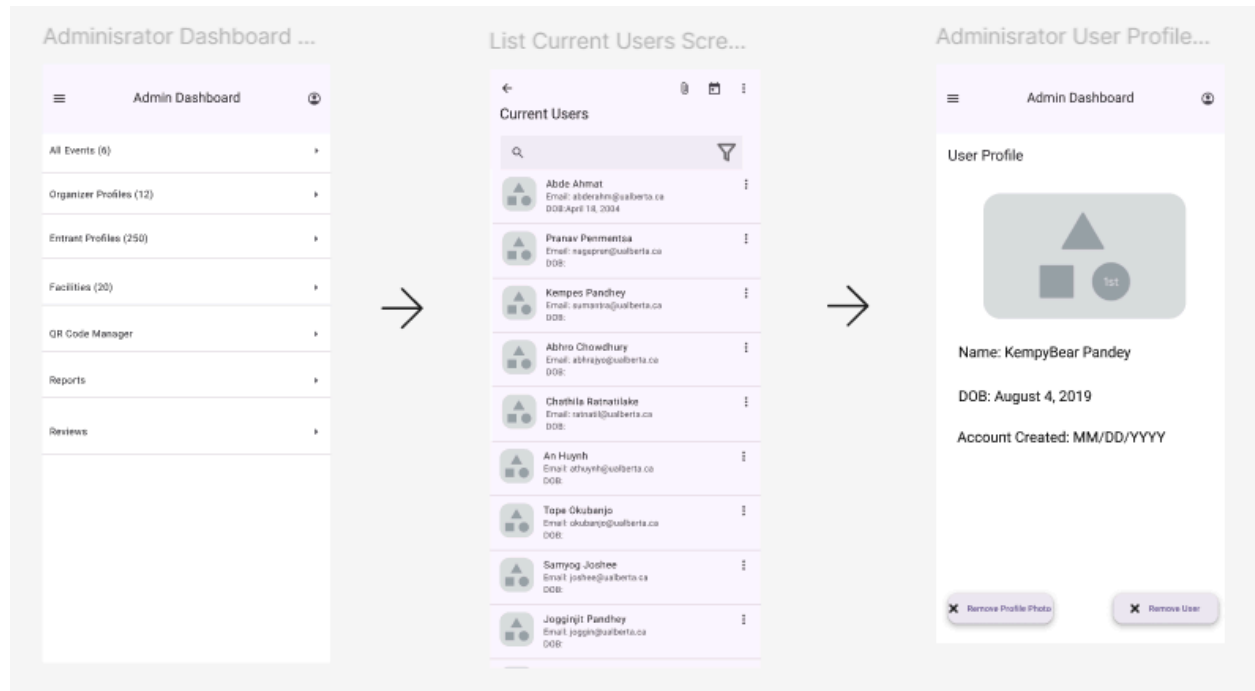 Adminisrator Dashboard ...
Admin Dashboard
All Events (6)
Organizer Profiles (12)
Entrant Profiles (250)
Facilities (20)
QR Code Manager
Reports
Reviews
List Current Users Scre...
Current Users
Abde Ahmat
Email: abderahm@ualberta.ca
DOB:April 18, 2004
Pranav Penmentsa
Email: nagapran@ualberta.ca
DOB:
Kempes Pandhey
Email: sumantra@ualberta.ca
DOB:
Abhro Chowdhury
Email: abhrajyo@ualberta.ca
DOB:
Chathila Ratnatilake
Email: ratnatil@ualberta.ca
DOB:
An Huynh
Email: athuynh@ualberta.ca
DOB:
Tope Okubanjo
Email: okubanjo@ualberta.ca
DOB:
Samyog Joshee
Email: joshee@ualberta.ca
DOB:
Jogginjit Pandhey
Email: joggin@ualberta.ca
DOB:
Adminisrator User Profile...
Admin Dashboard
User Profile
1st
Name: KempyBear Pandey
DOB: August 4, 2019
Account Created: MM/DD/YYYY
Remove Profile Photo
Remove User